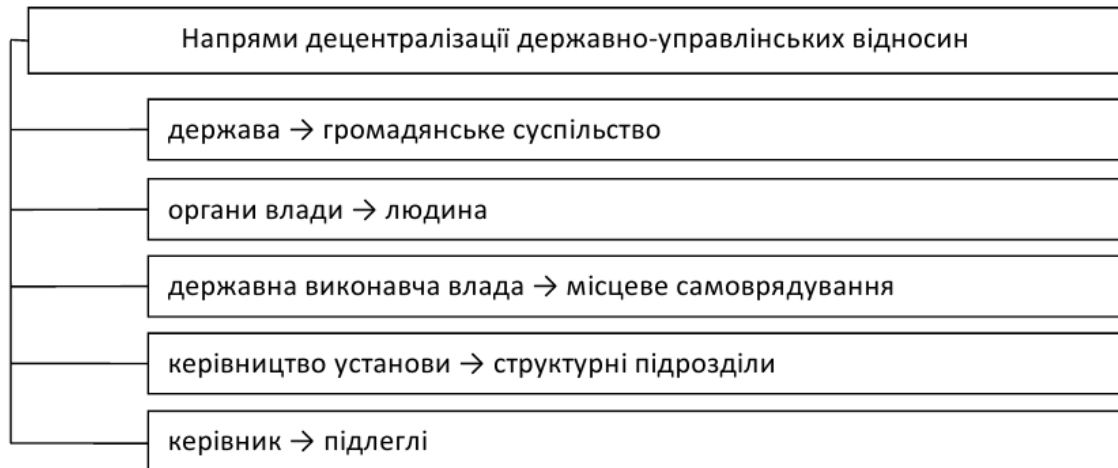 Напрями децентралізації державно-управлінських відносин
держава → громадянське суспільство
органи влади → людина
державна виконавча влада → місцеве самоврядування
керівництво установи → структурні підрозділи
керівник → підлеглі